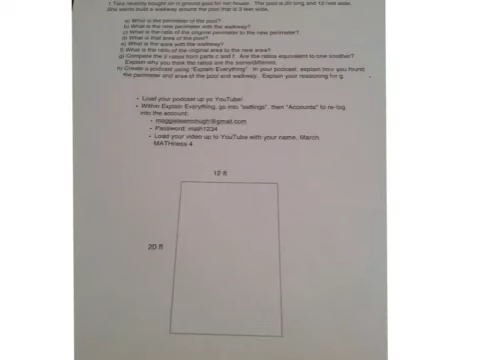 1 Tara recently bought an in ground pool for her house. The pool is 20 long and 12 feet wide.
She wants build a walkway around the pool that is 3 feet wide.
a) What is the perimeter of the pool?
b) What is the new perimeter with the walkway?
c) What is the ratio of the original perimeter to the new perimeter?
d) What is that area of the pool?
e) What is the area with the walkway?
f) What is the ratio of the original area to the new area?
g) Compare the 2 ratios from parts c and f. Are the ratios equivalent to one another?
Explain why you think the ratios are the same/different.
h) Create a podcast using "Explain Everything". In your podcast, explain how you found
the perimeter and area of the pool and walkway. Explain your reasoning for g.
• Load your podcast up yo YouTube!
• Within Explain Everything, go into "settings", then "Accounts" to re-log
into the account:
• @gmail.com
• Password: math1234
• Load your video up to YouTube with your name, March
MATHness 4
12 ft
20 ft